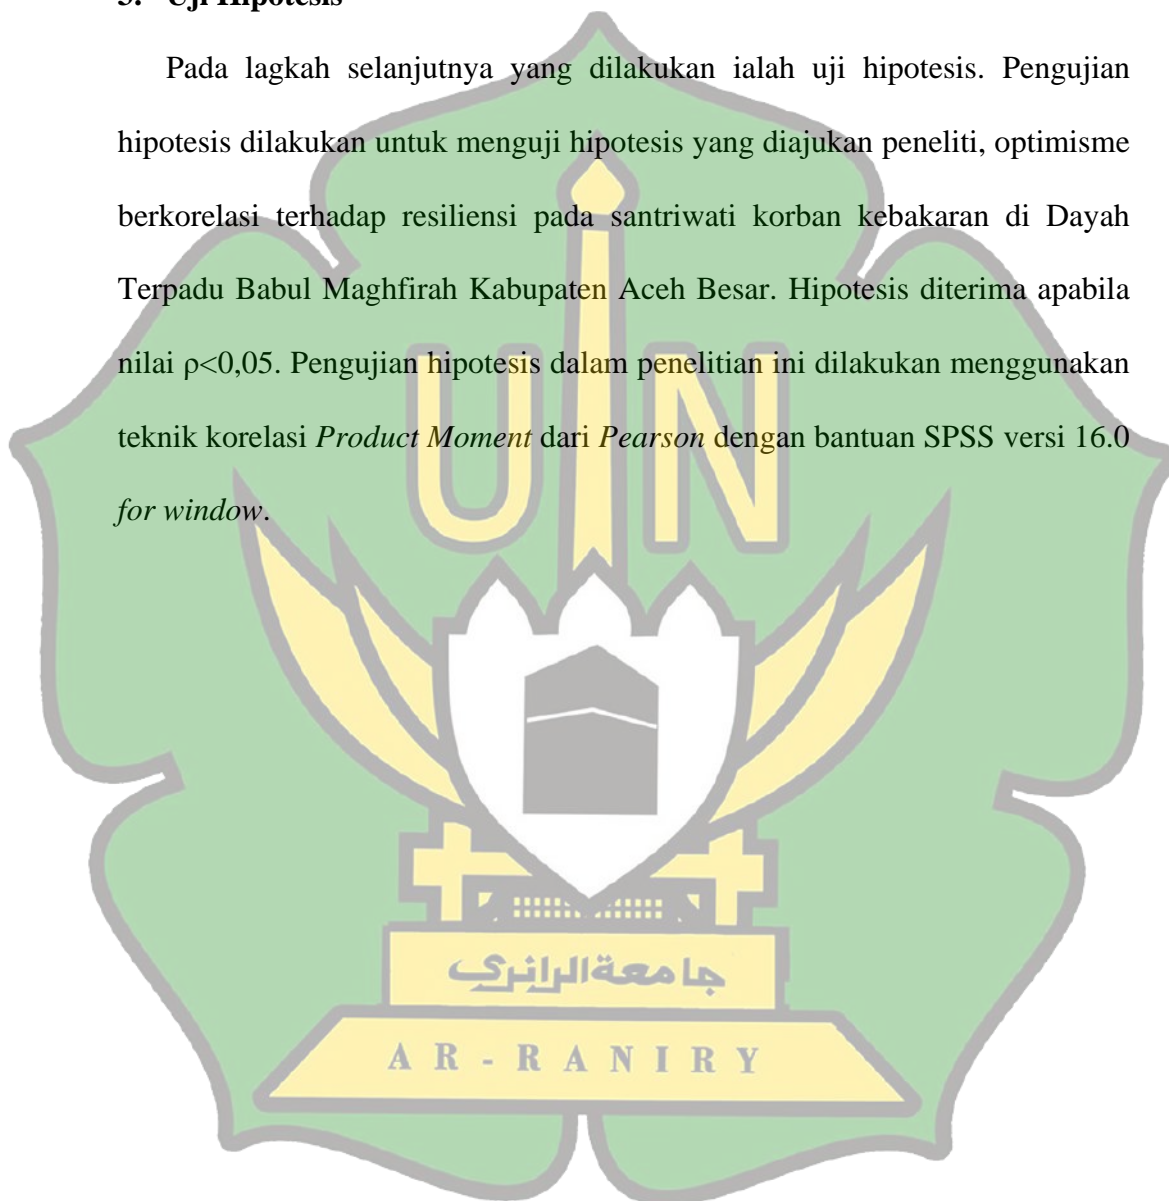 Uji Hipotesis
Pada lagkah selanjutnya yang dilakukan ialah uji hipotesis. Pengujian
hipotesis dilakukan untuk menguji hipotesis yang diajukan peneliti, optimisme
berkorelasi terhadap resiliensi pada santriwati korban kebakaran di Dayah
Terpadu Babul Maghfirah Kabupaten Aceh Besar. Hipotesis diterima apabila
nilai ρ<0,05. Pengujian hipotesis dalam penelitian ini dilakukan menggunakan
teknik korelasi Product Moment dari Pearson dengan bantuan SPSS versi 16.0
for window.
UIN
جامعة الرانري
AR-RANIRY